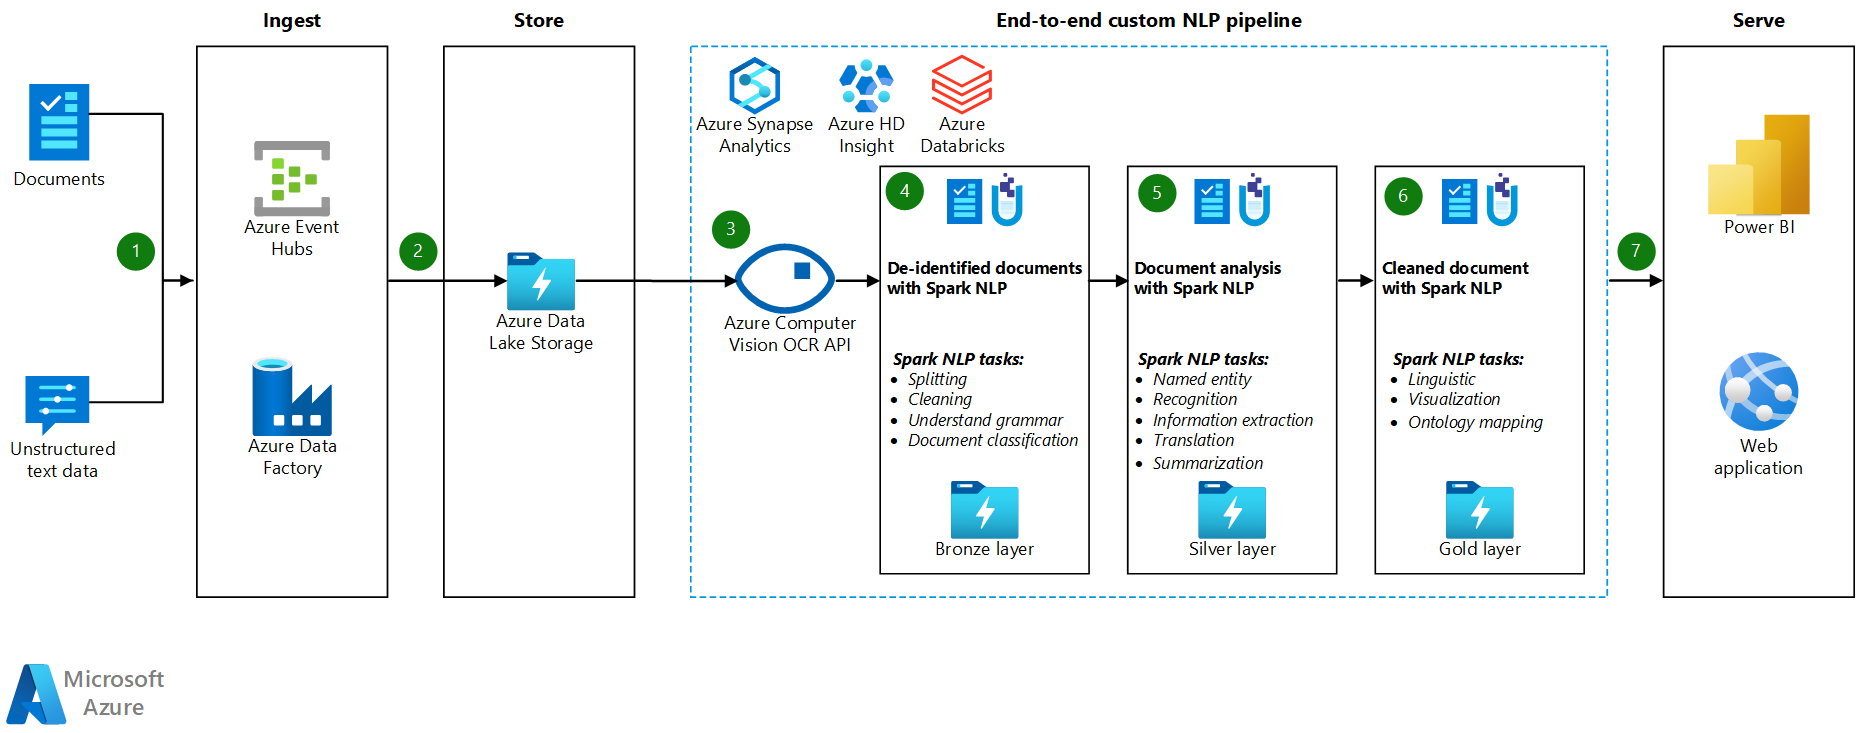 Ingest
Store
End-to-end custom NLP pipeline
Serve
Documents
Unstructured
text data
1
Azure Event
Hubs
Azure Data
Factory
2
Azure Data
Lake Storage
Azure Synapse
Analytics
Azure HD
Insight
Azure
Databricks
3
Azure Computer
Vision OCR API
4
De-identified documents
with Spark NLP
Spark NLP tasks:
• Splitting
• Cleaning
• Understand grammar
• Document classification
Bronze layer
5
Document analysis
with Spark NLP
Spark NLP tasks:
• Named entity
• Recognition
• Information extraction
• Translation
• Summarization
Silver layer
6
Cleaned document
with Spark NLP
Spark NLP tasks:
• Linguistic
• Visualization
• Ontology mapping
Gold layer
7
Power BI
Web
application
Microsoft
Azure